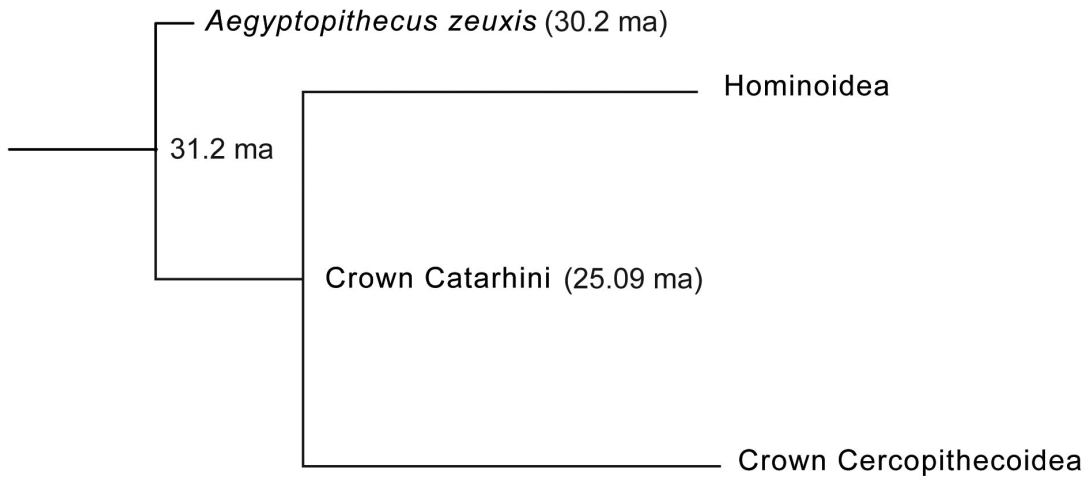 Aegyptopithecus zeuxis (30.2 ma)
Hominoidea
31.2 ma
Crown Catarhini (25.09 ma)
Crown Cercopithecoidea